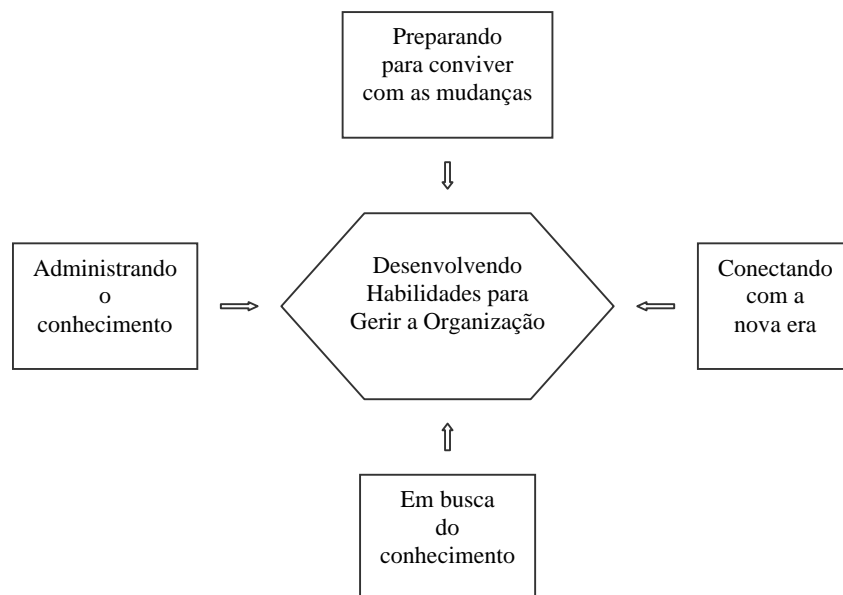 Preparando
para conviver
com as mudanças
Administrando
o
conhecimento
Desenvolvendo
Habilidades para
Gerir a Organização
Conectando
com a
nova era
Em busca
do
conhecimento